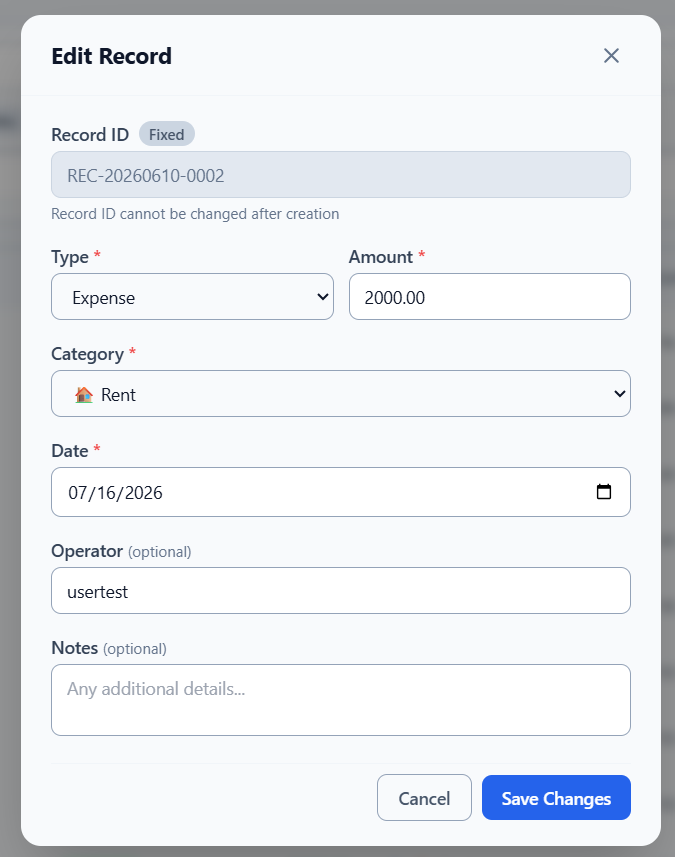 Edit Record
Record ID Fixed
REC-20260610-0002
Record ID cannot be changed after creation
Type * Amount *
Expense 2000.00
Category *
Rent
Date *
07/16/2026
Operator (optional)
usertest
Notes (optional)
Any additional details...
Cancel Save Changes